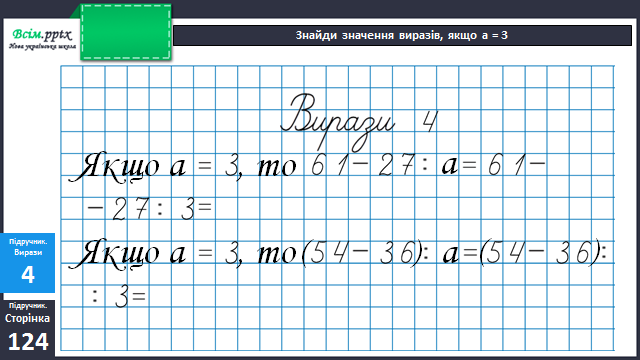 Всім.pptx
Нова українська школа
Знайди значення виразів, якщо а = 3
Вирази 4
Якщо а = 3, то 61 − 27 : а = 61 −
− 27 : 3 =
Якщо а = 3, то (54 − 36) : а = (54 − 36) :
: 3 =
Підручник.
Вирази
4
Підручник.
Сторінка
124